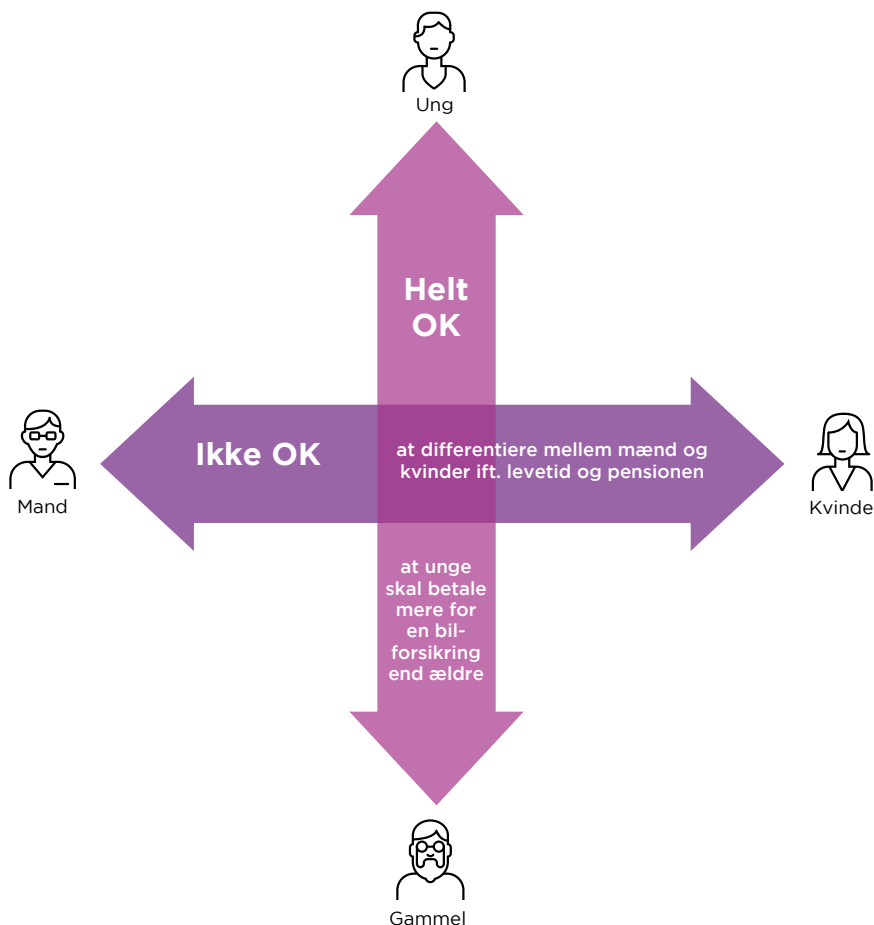 Ung
Helt
OK
Mand
Ikke OK
at differentiere mellem mænd og
kvinder ift. levetid og pensionen
Kvinde
at unge
skal betale
mere for
en bil-
forsikring
end ældre
Gammel